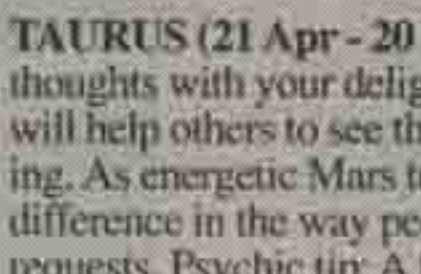 TAURUS (21 Apr - 20
thoughts with your delig
will help others to see th
ing. As energetic Mars t
difference in the way pe
requests. Psychic tip: A